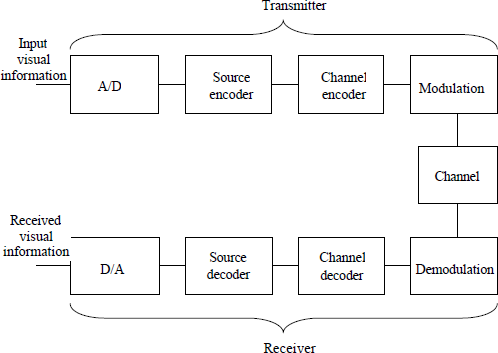 Transmitter
Input
visual
information
A/D
Source
encoder
Channel
encoder
Modulation
Channel
Received
visual
information
D/A
Source
decoder
Channel
decoder
Demodulation
Receiver